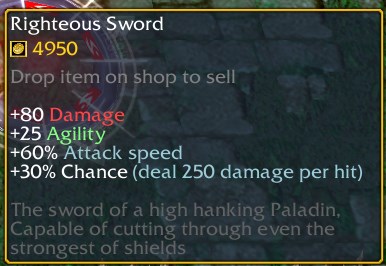 Righteous Sword
4950
Drop item on shop to sell
+80 Damage
+25 Agility
+60% Attack speed
+30% Chance (deal 250 damage per hit)
The sword of a high hanking Paladin,
Capable of cutting through even the
strongest of shields